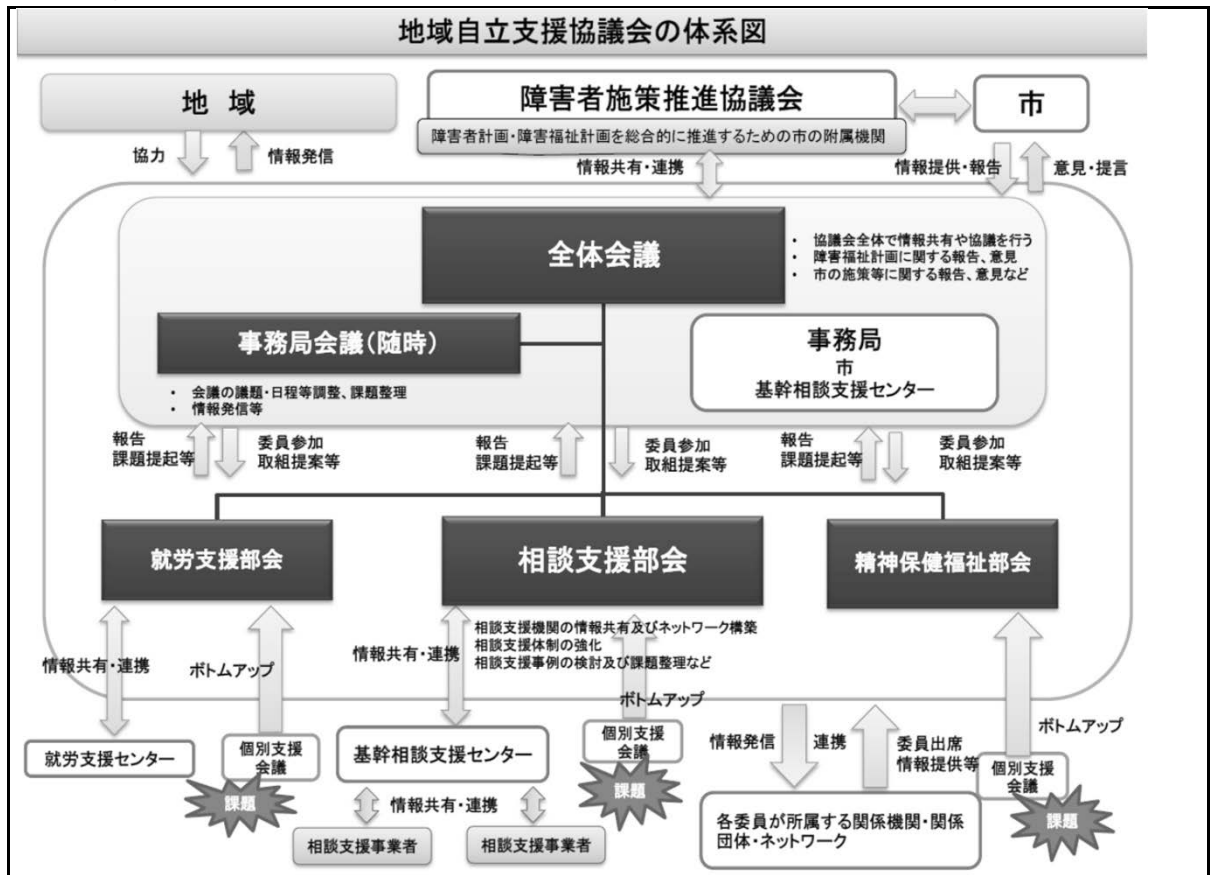 地域自立支援協議会の体系図
地 域
障害者施策推進協議会
市
障害者計画・障害福祉計画を総合的に推進するための市の附属機関
協力
情報発信
情報共有・連携
情報提供・報告
意見・提言
全体会議
• 協議会全体で情報共有や協議を行う
• 障害福祉計画に関する報告、意見
• 市の施策等に関する報告、意見など
事務局会議(随時)
• 会議の議題・日程等調整、課題整理
• 情報発信等
事務局
市
基幹相談支援センター
報告
課題提起等
委員参加
取組提案等
報告
課題提起等
委員参加
取組提案等
報告
課題提起等
委員参加
取組提案等
就労支援部会
相談支援部会
精神保健福祉部会
相談支援機関の情報共有及びネットワーク構築
相談支援体制の強化
相談支援事例の検討及び課題整理など
情報共有・連携
ボトムアップ
情報共有・連携
ボトムアップ
情報発信
連携
委員出席
情報提供等
ボトムアップ
就労支援センター
個別支援
会議
課題
基幹相談支援センター
個別支援
会議
課題
個別支援
会議
課題
情報共有・連携
相談支援事業者
相談支援事業者
各委員が所属する関係機関・関係
団体・ネットワーク